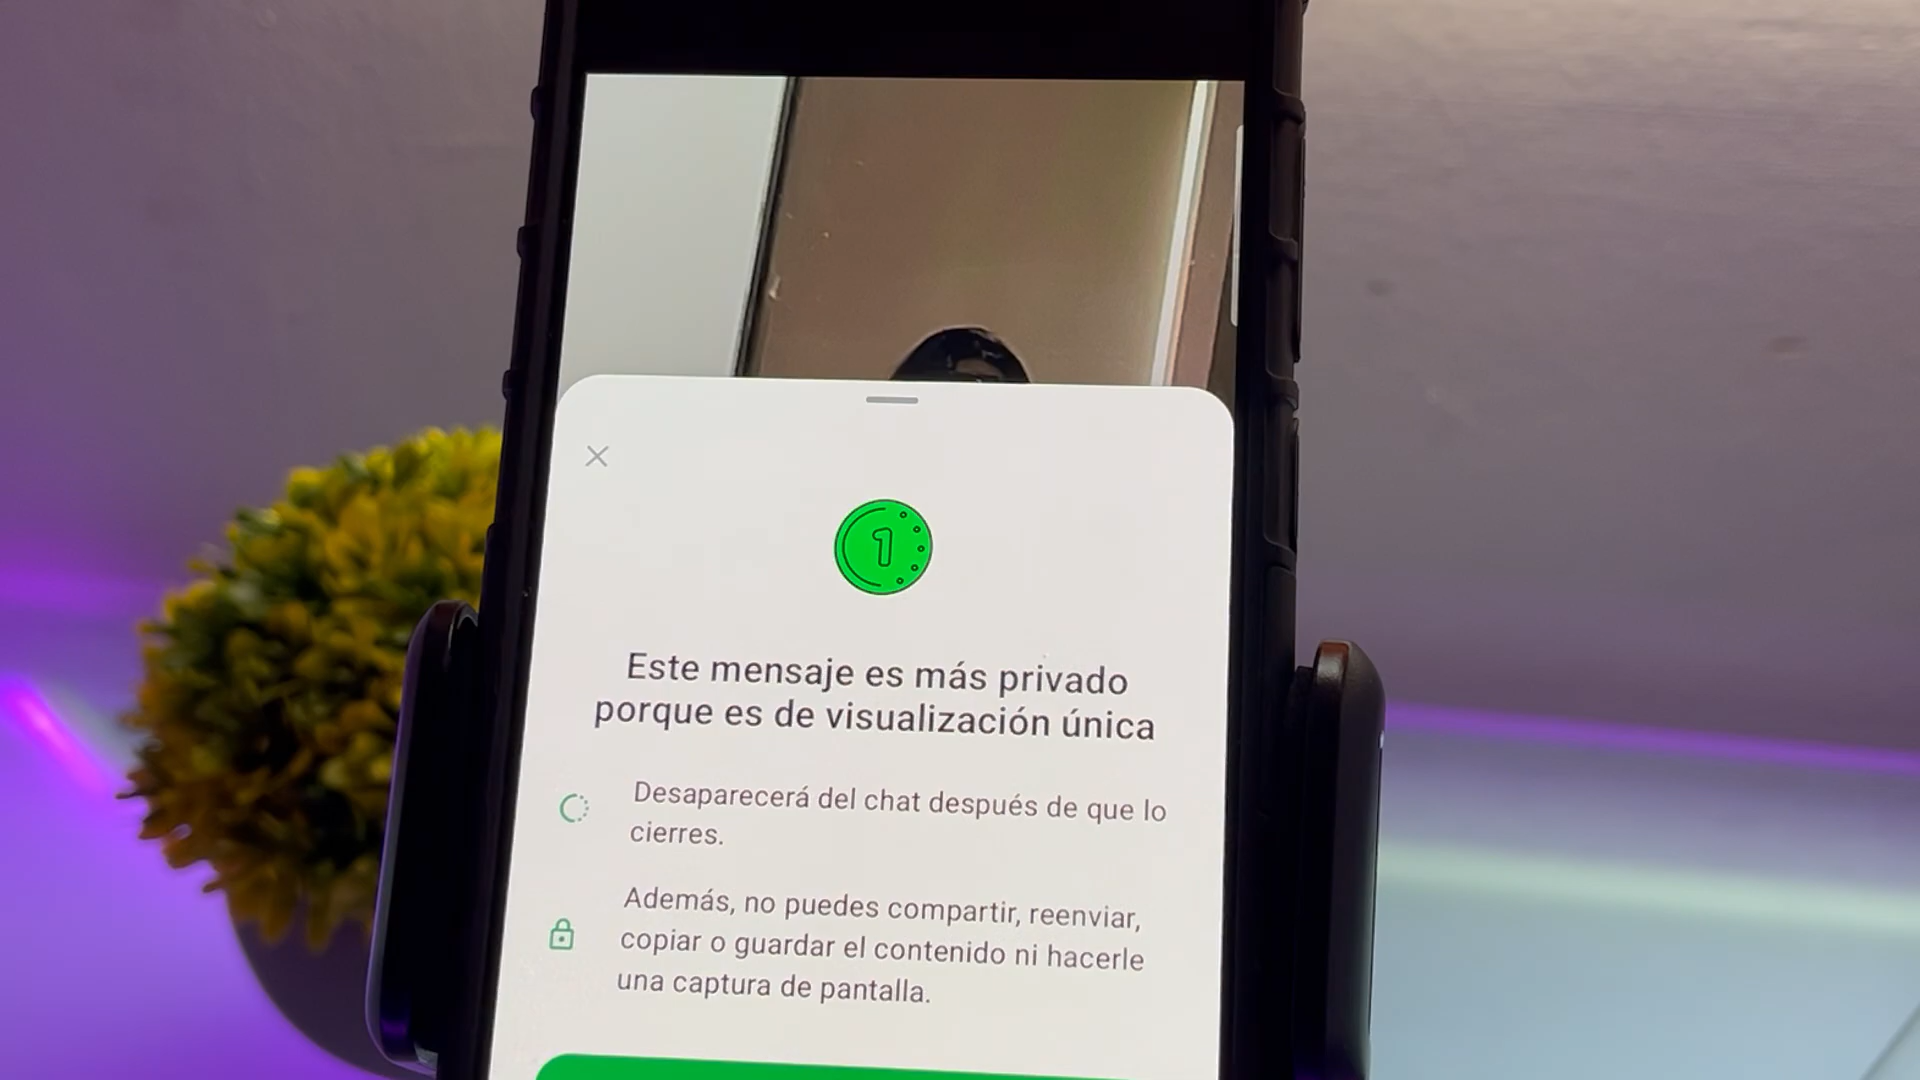 1
Este mensaje es más privado
porque es de visualización única
Desaparecerá del chat después de que lo
cierres.
Además, no puedes compartir, reenviar,
copiar o guardar el contenido ni hacerle
una captura de pantalla.